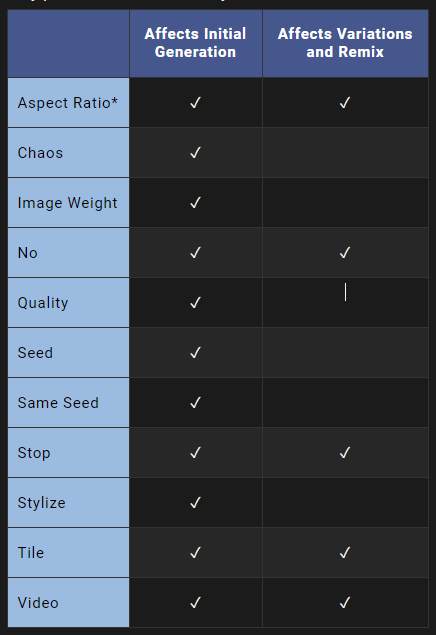 Affects Initial Generation
Affects Variations and Remix
Aspect Ratio* ✓ ✓
Chaos ✓
Image Weight ✓
No ✓ ✓
Quality ✓
Seed ✓
Same Seed ✓
Stop ✓ ✓
Stylize ✓
Tile ✓ ✓
Video ✓ ✓